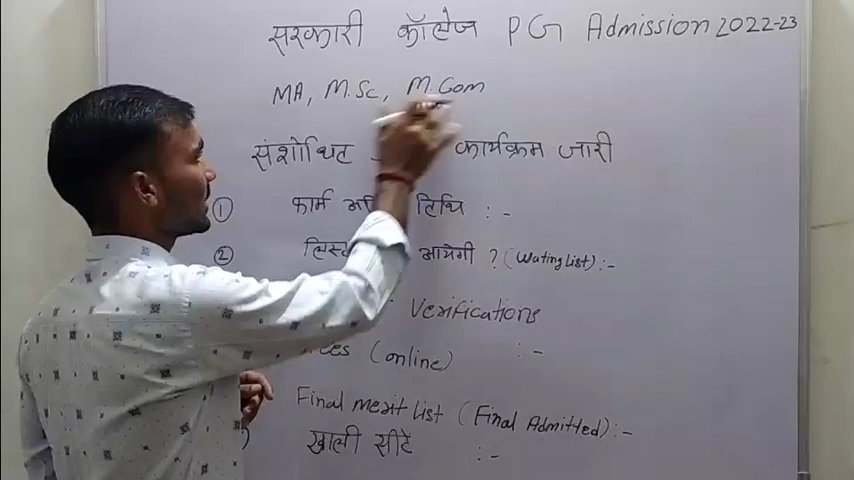 सरकारी कॉलेज PG Admission 2022-23
MA, M.Sc, M.Com
संशोधित कार्यक्रम जारी
① फार्म तिथि :-
② लिस्ट आयेगी ? (Wating list) :-
Verifications
(online) :-
Final merit list (Final Admitted) :-
खाली सीटें :-